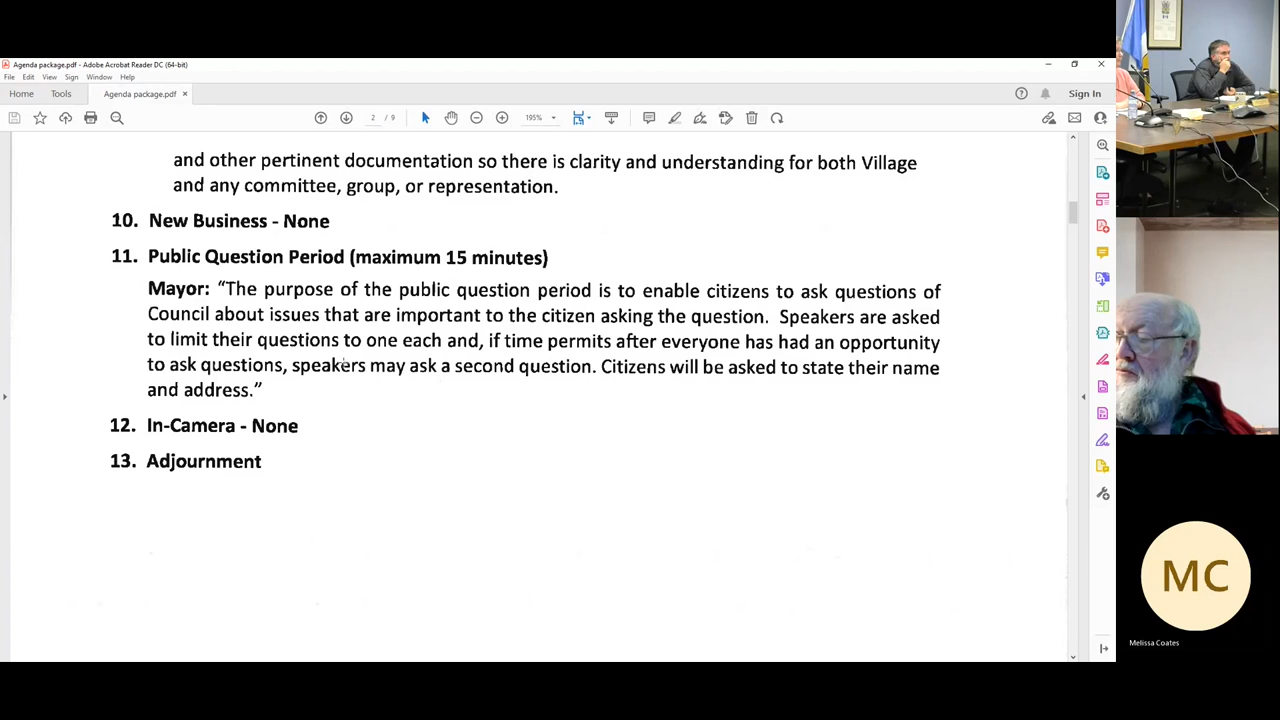 Agenda package.pdf - Adobe Acrobat Reader DC (64-bit)
File Edit View Sign Window Help
Home Tools Agenda package.pdf × Sign In
2 / 9 195%
and other pertinent documentation so there is clarity and understanding for both Village
and any committee, group, or representation.
10. New Business - None
11. Public Question Period (maximum 15 minutes)
Mayor: “The purpose of the public question period is to enable citizens to ask questions of
Council about issues that are important to the citizen asking the question. Speakers are asked
to limit their questions to one each and, if time permits after everyone has had an opportunity
to ask questions, speakers may ask a second question. Citizens will be asked to state their name
and address.”
12. In-Camera - None
13. Adjournment
MC
Melissa Coates